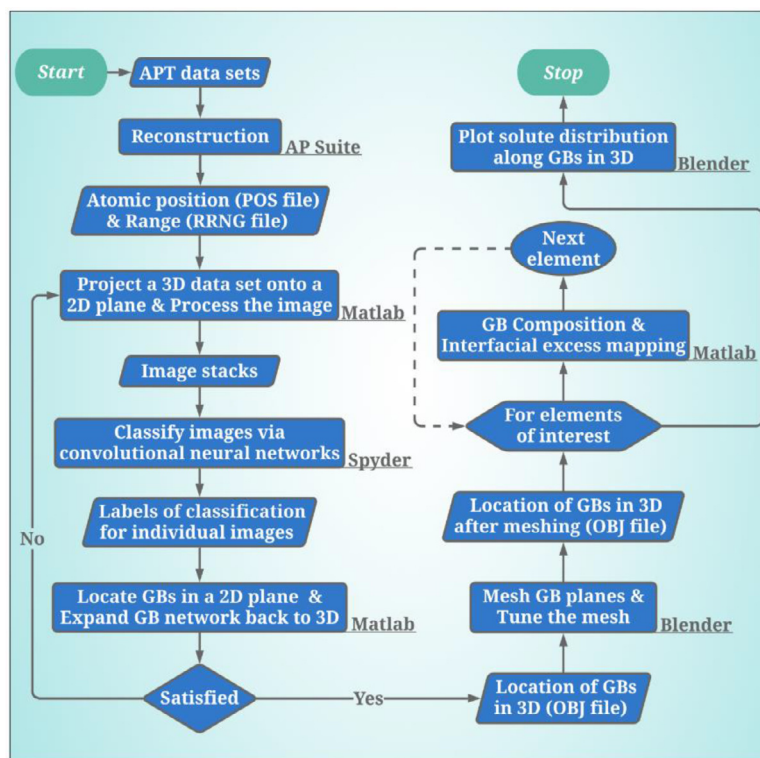 Start
APT data sets
Reconstruction
AP Suite
Atomic position (POS file)
& Range (RRNG file)
Project a 3D data set onto a
2D plane & Process the image
Matlab
Image stacks
Classify images via
convolutional neural networks
Spyder
Labels of classification
for individual images
No
Locate GBs in a 2D plane &
Expand GB network back to 3D
Matlab
Satisfied
Yes
Location of GBs
in 3D (OBJ file)
Mesh GB planes &
Tune the mesh
Blender
Location of GBs in 3D
after meshing (OBJ file)
For elements
of interest
GB Composition &
Interfacial excess mapping
Matlab
Next
element
Plot solute distribution
along GBs in 3D
Blender
Stop